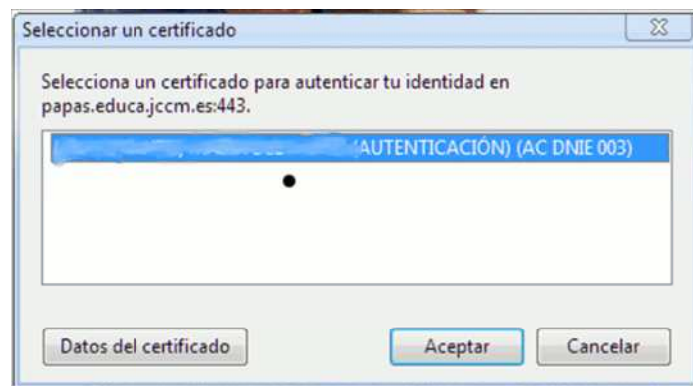 Seleccionar un certificado
Selecciona un certificado para autenticar tu identidad en
papas.educa.jccm.es:443.
(AUTENTICACIÓN) (AC DNIE 003)
Datos del certificado
Aceptar
Cancelar